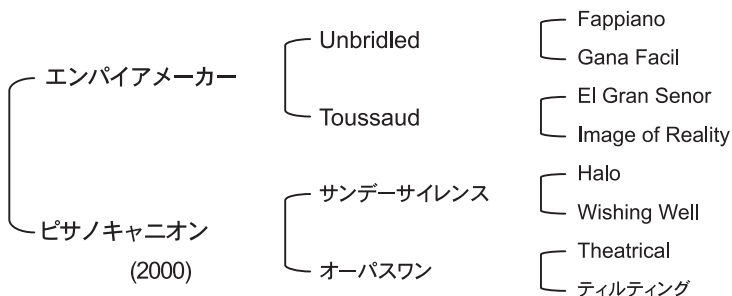 エンパイアメーカー
ピサノキャニオン
(2000)
Unbridled
Toussaud
サンデーサイレンス
オーパスワン
Fappiano
Gana Facil
El Gran Senor
Image of Reality
Halo
Wishing Well
Theatrical
ティルティング